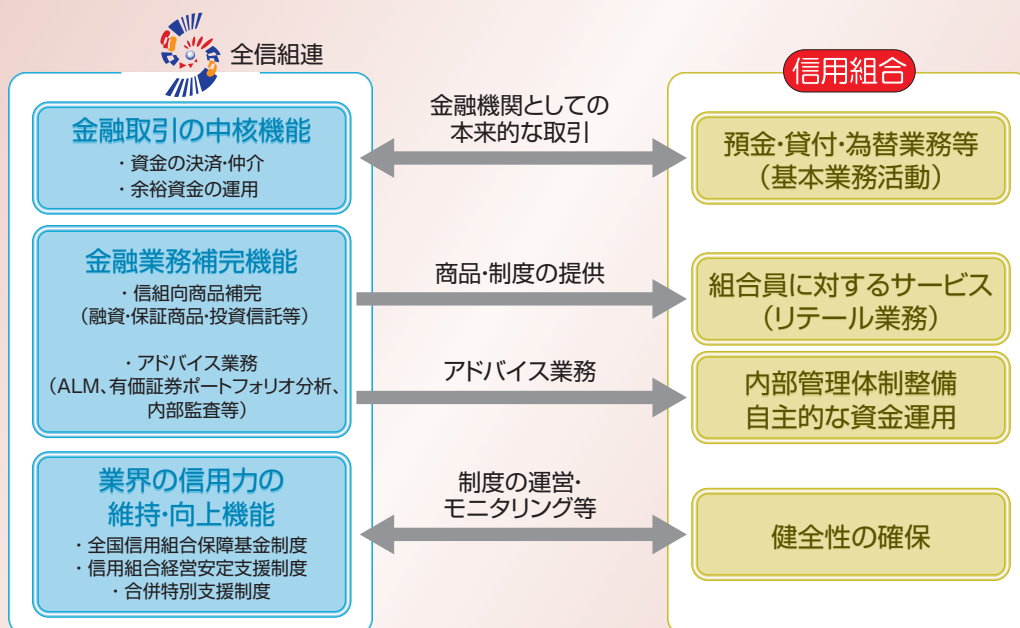 全信組連
金融取引の中核機能
・資金の決済・仲介
・余裕資金の運用
金融業務補完機能
・信組向商品補完
(融資・保証商品・投資信託等)
・アドバイス業務
(ALM、有価証券ポートフォリオ分析、
内部監査等)
業界の信用力の
維持・向上機能
・全国信用組合保障基金制度
・信用組合経営安定支援制度
・合併特別支援制度
金融機関としての
本来的な取引
商品・制度の提供
アドバイス業務
制度の運営・
モニタリング等
信用組合
預金・貸付・為替業務等
(基本業務活動)
組合員に対するサービス
(リテール業務)
内部管理体制整備
自主的な資金運用
健全性の確保